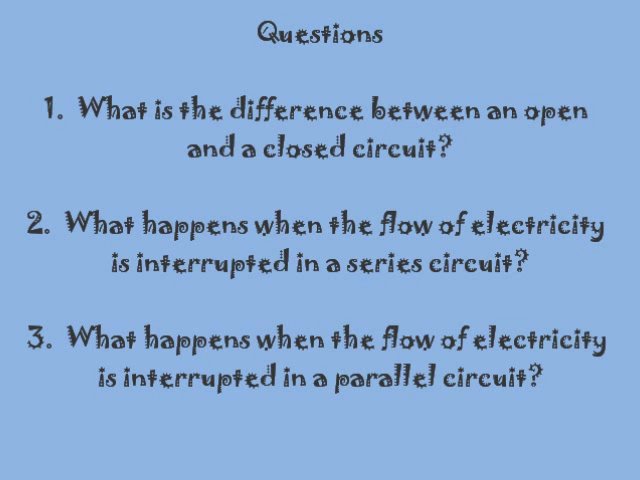 Questions
1. What is the difference between an open
and a closed circuit?
2. What happens when the flow of electricity
is interrupted in a series circuit?
3. What happens when the flow of electricity
is interrupted in a parallel circuit?